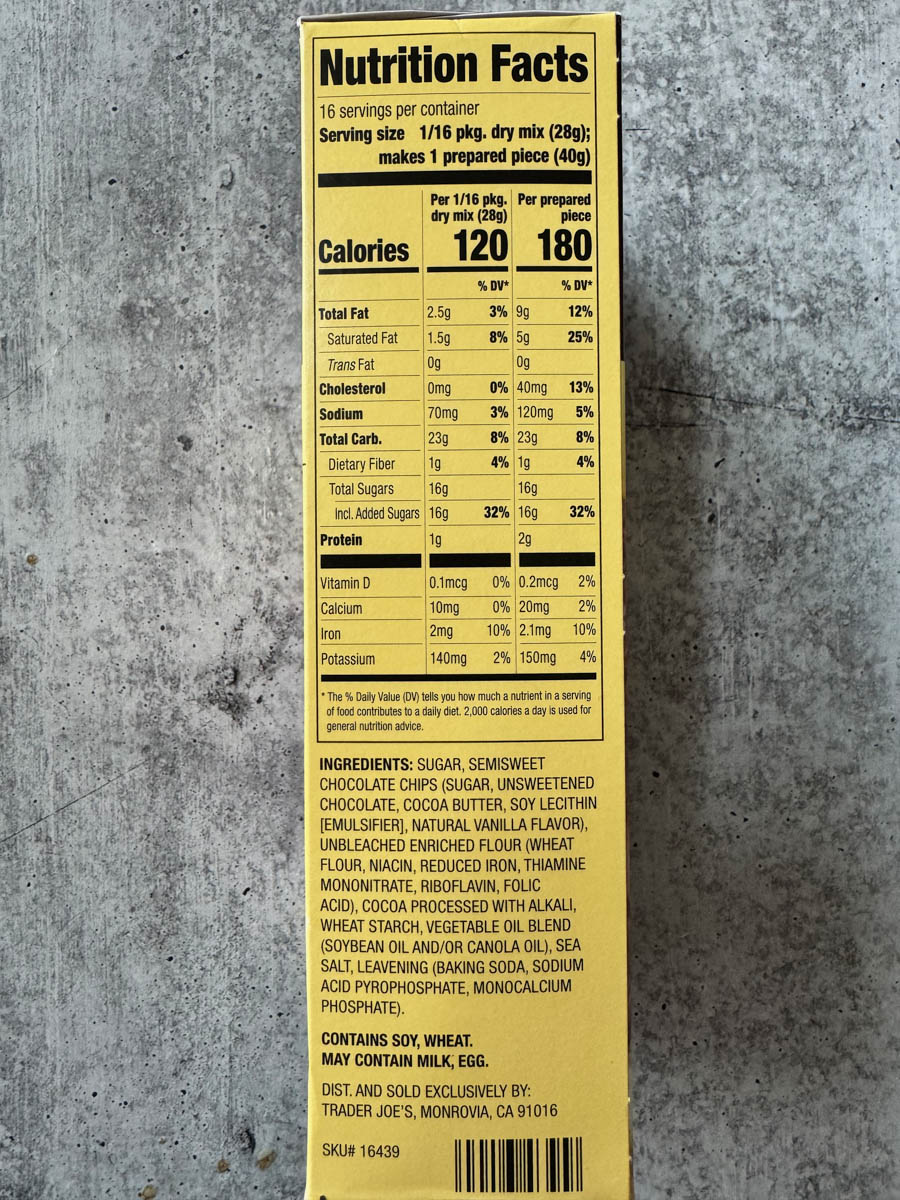 Nutrition Facts
16 servings per container
Serving size 1/16 pkg. dry mix (28g);
makes 1 prepared piece (40g)
Per 1/16 pkg. Per prepared
dry mix (28g) piece
Calories 120 180
% DV* % DV*
Total Fat 2.5g 3% 9g 12%
Saturated Fat 1.5g 8% 5g 25%
Trans Fat 0g 0g
Cholesterol 0mg 0% 40mg 13%
Sodium 70mg 3% 120mg 5%
Total Carb. 23g 8% 23g 8%
Dietary Fiber 1g 4% 1g 4%
Total Sugars 16g 16g
Incl. Added Sugars 16g 32% 16g 32%
Protein 1g 2g
Vitamin D 0.1mcg 0% 0.2mcg 2%
Calcium 10mg 0% 20mg 2%
Iron 2mg 10% 2.1mg 10%
Potassium 140mg 2% 150mg 4%
* The % Daily Value (DV) tells you how much a nutrient in a serving
of food contributes to a daily diet. 2,000 calories a day is used for
general nutrition advice.
INGREDIENTS: SUGAR, SEMISWEET
CHOCOLATE CHIPS (SUGAR, UNSWEETENED
CHOCOLATE, COCOA BUTTER, SOY LECITHIN
[EMULSIFIER], NATURAL VANILLA FLAVOR),
UNBLEACHED ENRICHED FLOUR (WHEAT
FLOUR, NIACIN, REDUCED IRON, THIAMINE
MONONITRATE, RIBOFLAVIN, FOLIC
ACID), COCOA PROCESSED WITH ALKALI,
WHEAT STARCH, VEGETABLE OIL BLEND
(SOYBEAN OIL AND/OR CANOLA OIL), SEA
SALT, LEAVENING (BAKING SODA, SODIUM
ACID PYROPHOSPHATE, MONOCALCIUM
PHOSPHATE).
CONTAINS SOY, WHEAT.
MAY CONTAIN MILK, EGG.
DIST. AND SOLD EXCLUSIVELY BY:
TRADER JOE'S, MONROVIA, CA 91016
SKU# 16439